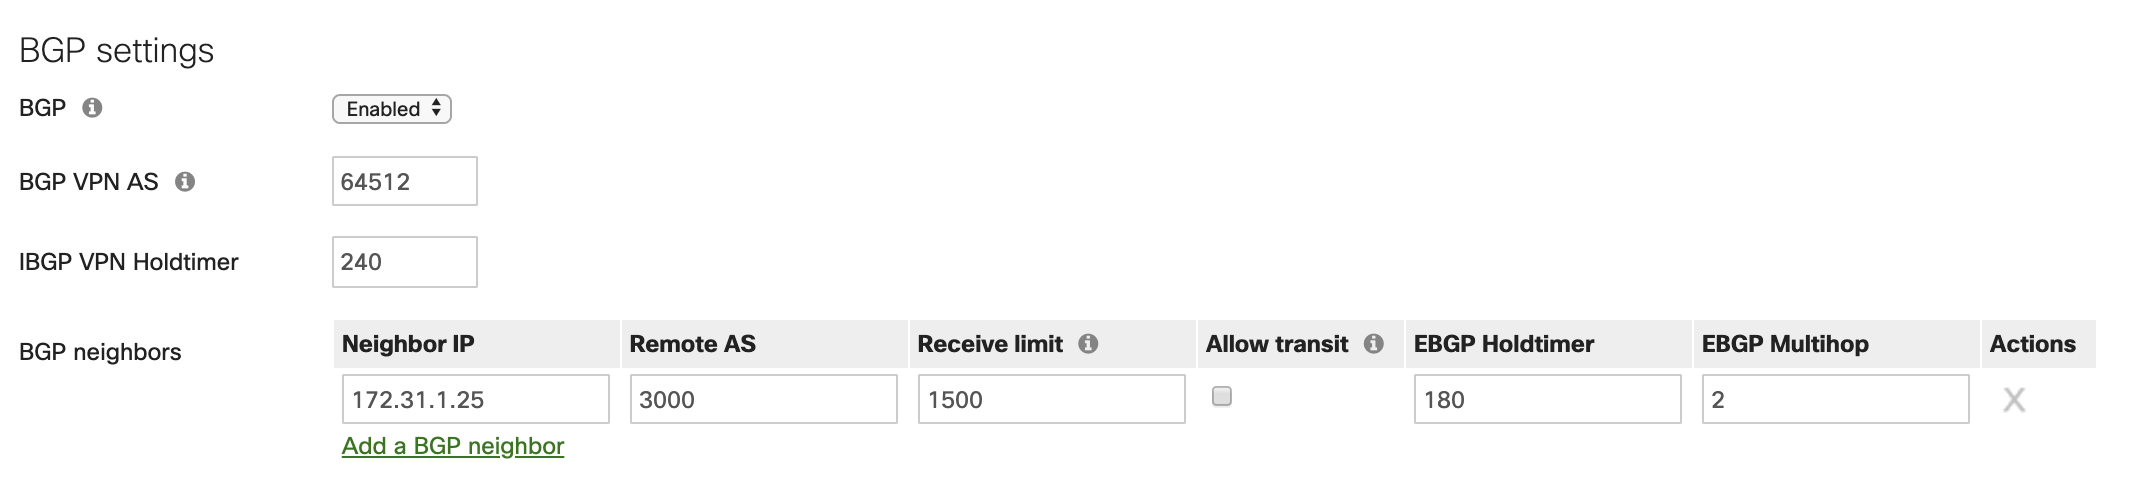 BGP settings
BGP
Enabled
BGP VPN AS
64512
IBGP VPN Holdtimer
240
BGP neighbors
Neighbor IP Remote AS Receive limit Allow transit EBGP Holdtimer EBGP Multihop Actions
172.31.1.25 3000 1500 180 2 X
Add a BGP neighbor